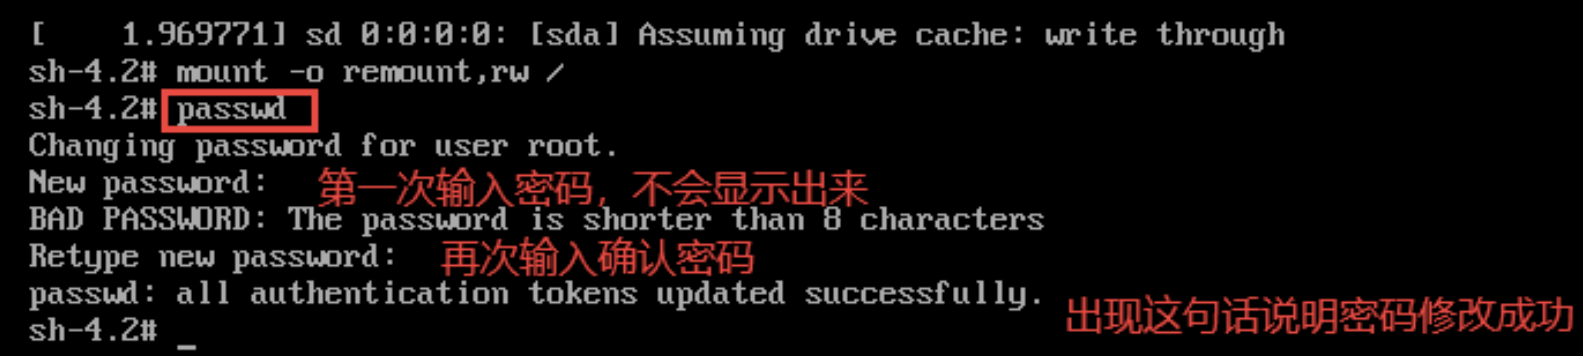 [    1.969771] sd 0:0:0:0: [sda] Assuming drive cache: write through
sh-4.2# mount -o remount,rw /
sh-4.2# passwd
Changing password for user root.
New password: 第一次输入密码，不会显示出来
BAD PASSWORD: The password is shorter than 8 characters
Retype new password: 再次输入确认密码
passwd: all authentication tokens updated successfully. 出现这句话说明密码修改成功
sh-4.2# _